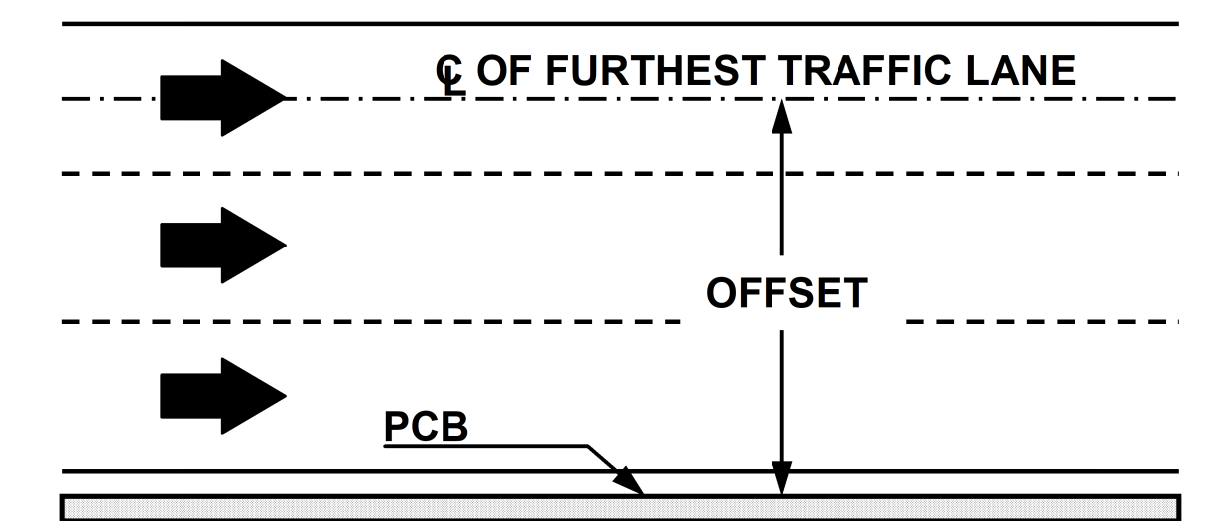 ℄ OF FURTHEST TRAFFIC LANE
OFFSET
PCB